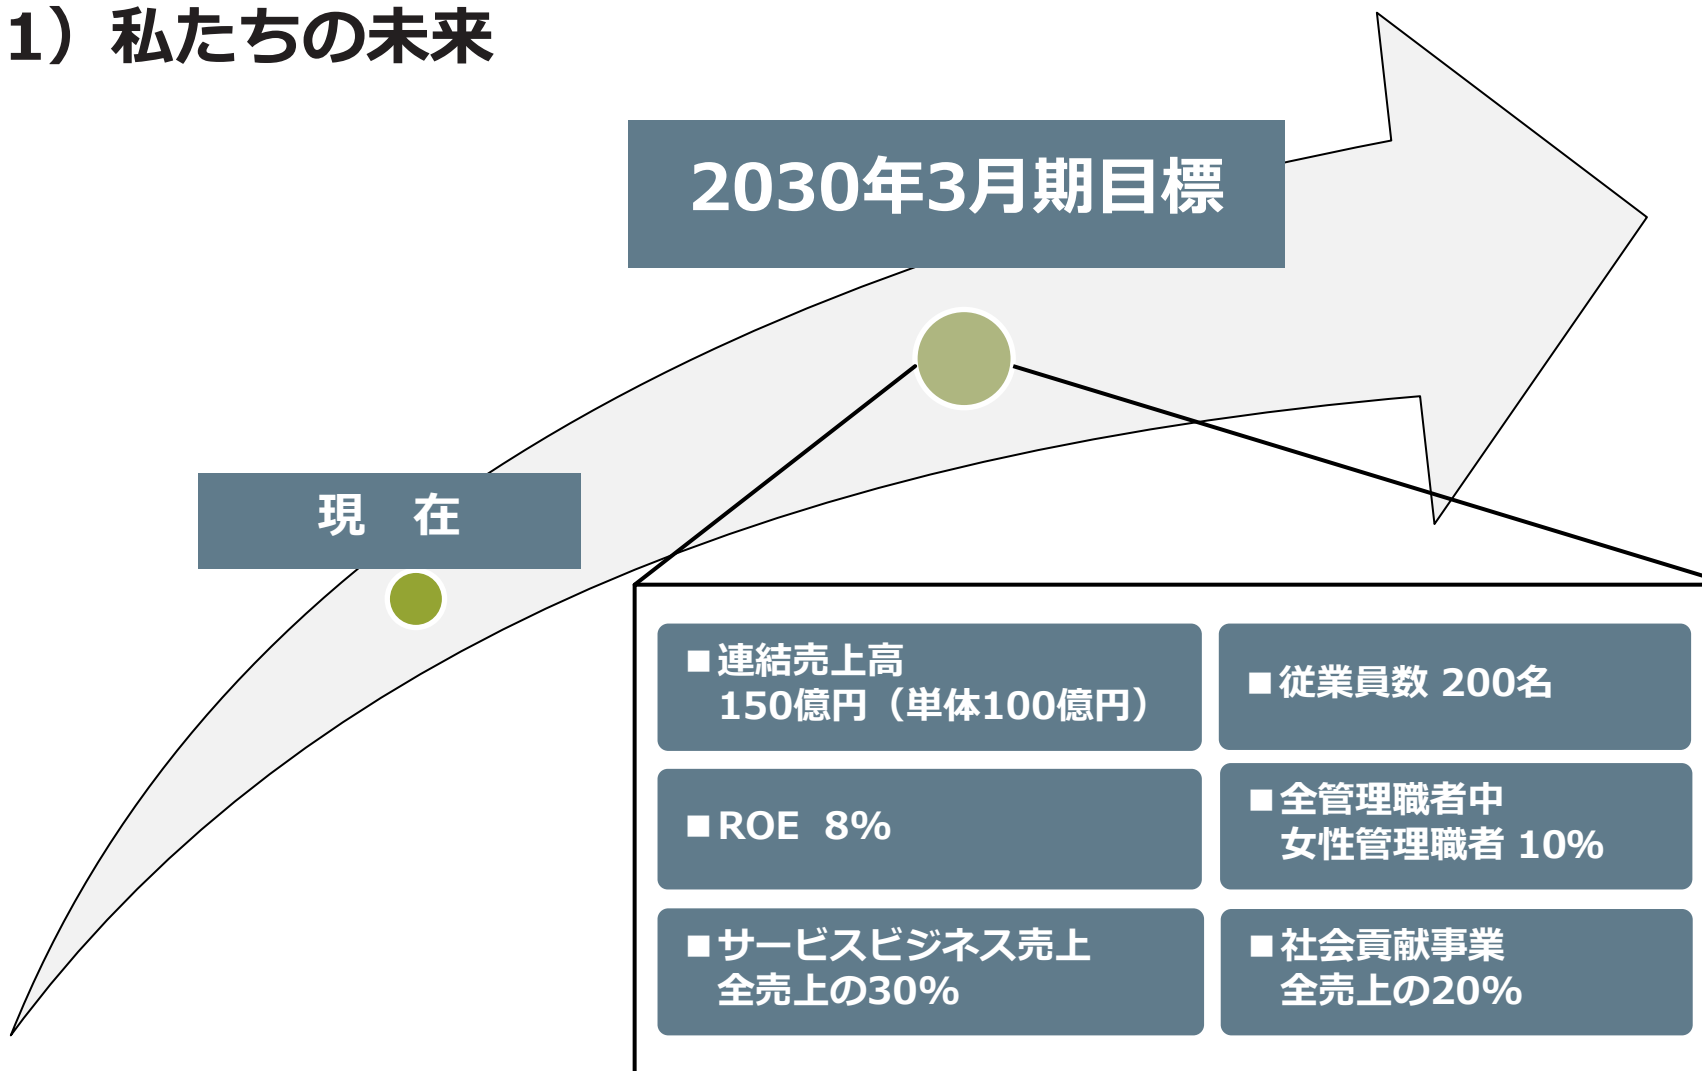 1）私たちの未来
2030年3月期目標
現　在
■連結売上高
150億円（単体100億円）
■従業員数 200名
■ROE 8%
■全管理職者中
女性管理職者 10%
■サービスビジネス売上
全売上の30%
■社会貢献事業
全売上の20%